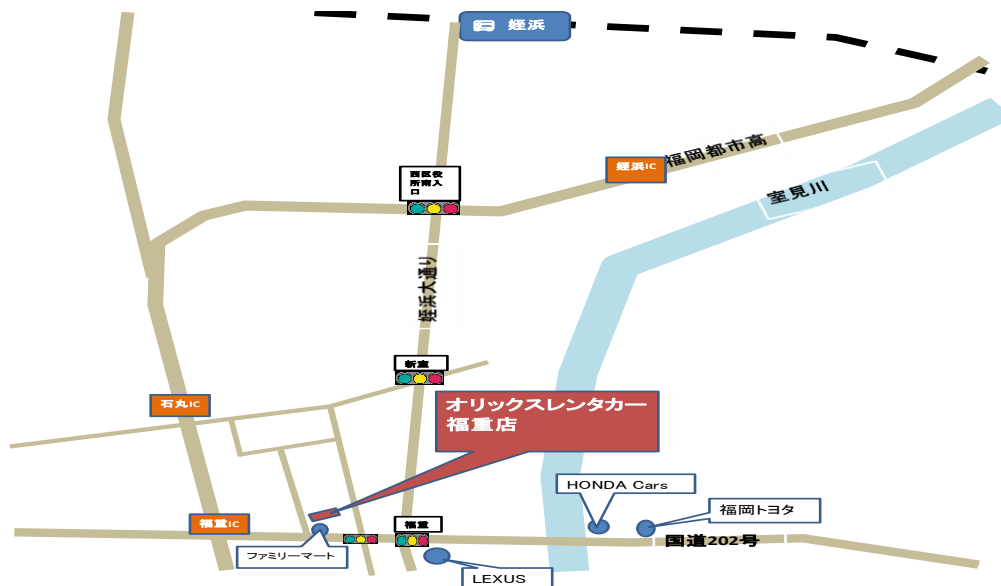 姪浜
福岡都市高
姪浜IC
西区役
所南入
口
室見川
姪浜大通り
新室
石丸IC
オリックスレンタカー
福重店
HONDA Cars
福岡トヨタ
福重IC
福重
ファミリーマート
国道202号
LEXUS